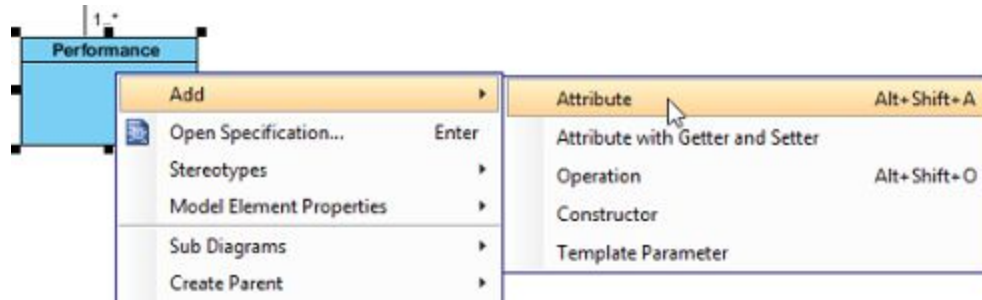 1..*
Performance
Add
Open Specification... Enter
Stereotypes
Model Element Properties
Sub Diagrams
Create Parent
Attribute Alt+Shift+A
Attribute with Getter and Setter
Operation Alt+Shift+O
Constructor
Template Parameter